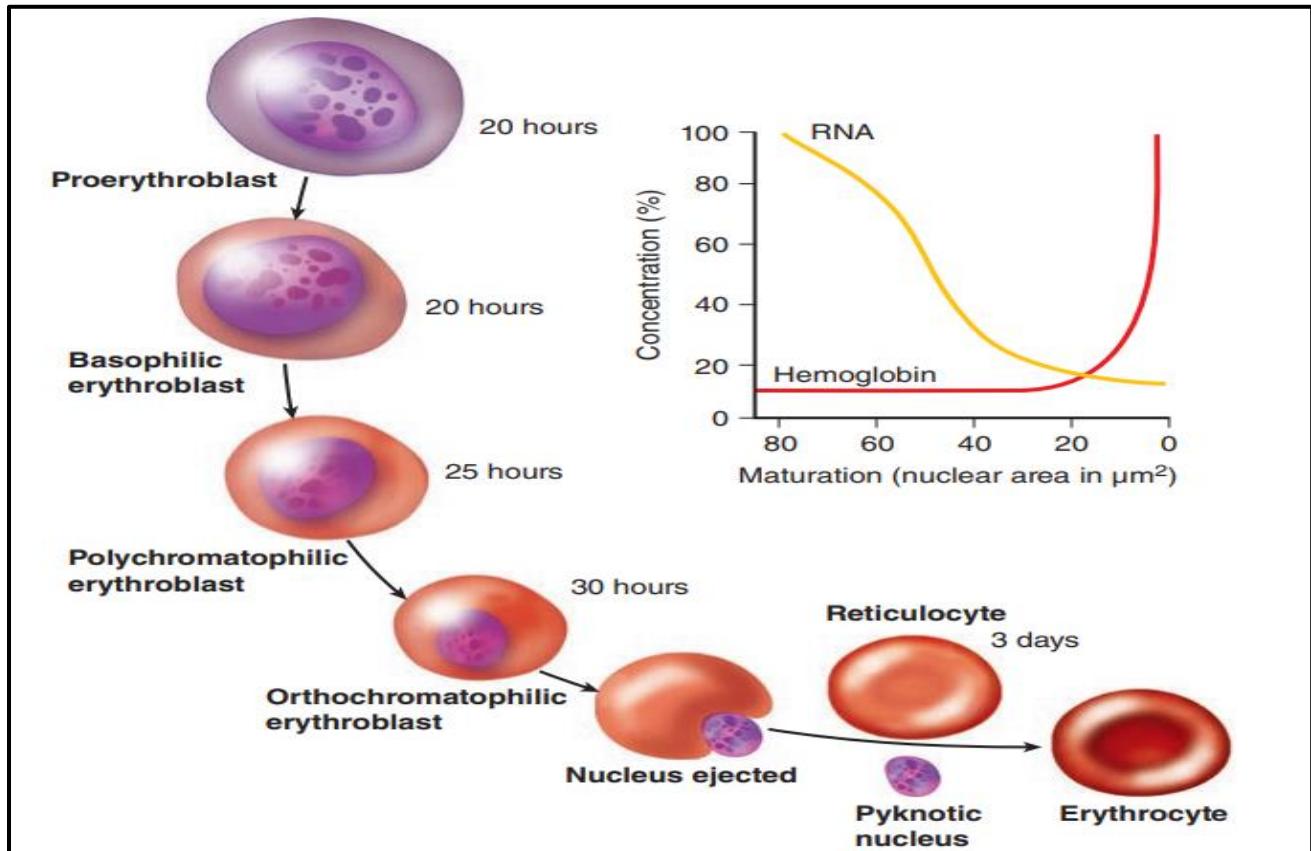 20 hours
Proerythroblast
20 hours
Basophilic
erythroblast
25 hours
Polychromatophilic
erythroblast
30 hours
Orthochromatophilic
erythroblast
Nucleus ejected
Reticulocyte
3 days
Pyknotic
nucleus
Erythrocyte
Concentration (%)
100
80
60
40
20
0
RNA
Hemoglobin
80 60 40 20 0
Maturation (nuclear area in μm²)